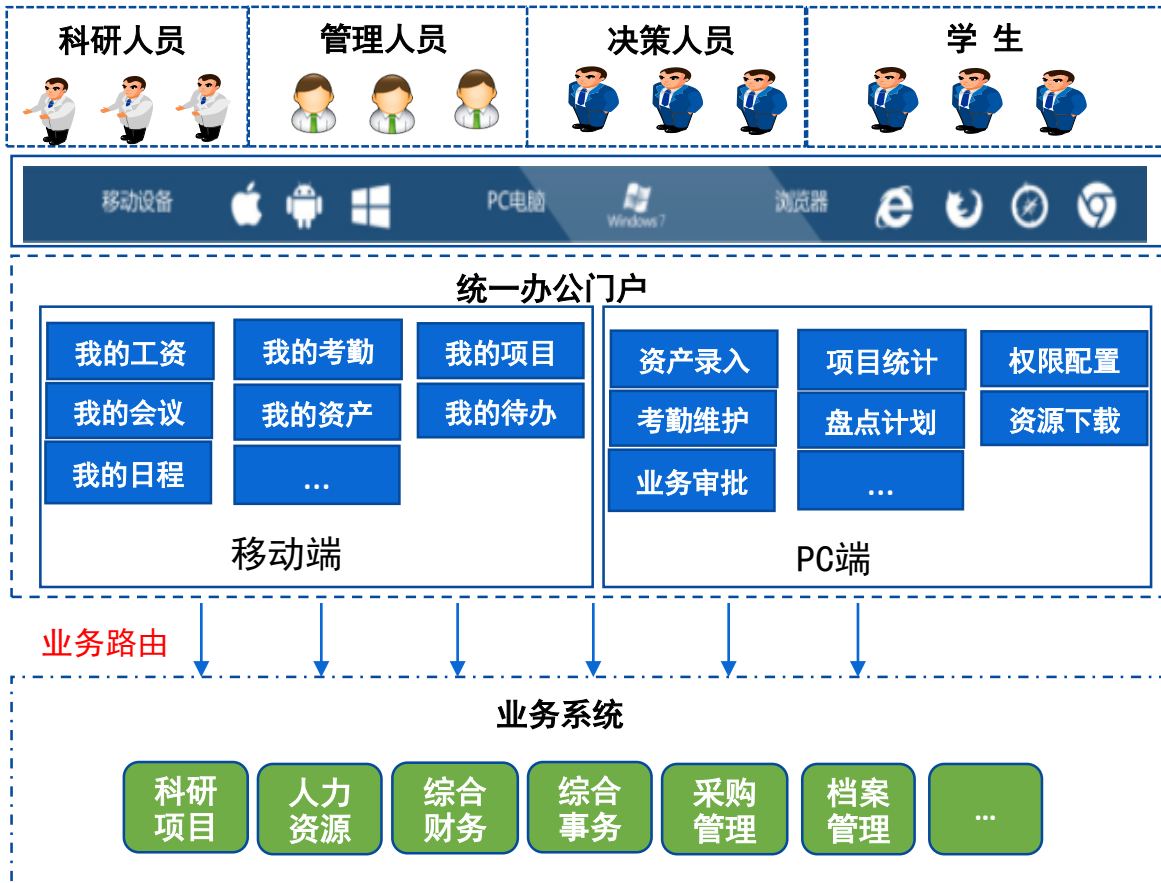 科研人员
管理人员
决策人员
学 生
移动设备
PC电脑
Windows 7
浏览器
统一办公门户
我的工资
我的考勤
我的项目
我的会议
我的资产
我的待办
我的日程
...
移动端
资产录入
项目统计
权限配置
考勤维护
盘点计划
资源下载
业务审批
...
PC端
业务路由
业务系统
科研
项目
人力
资源
综合
财务
综合
事务
采购
管理
档案
管理
...